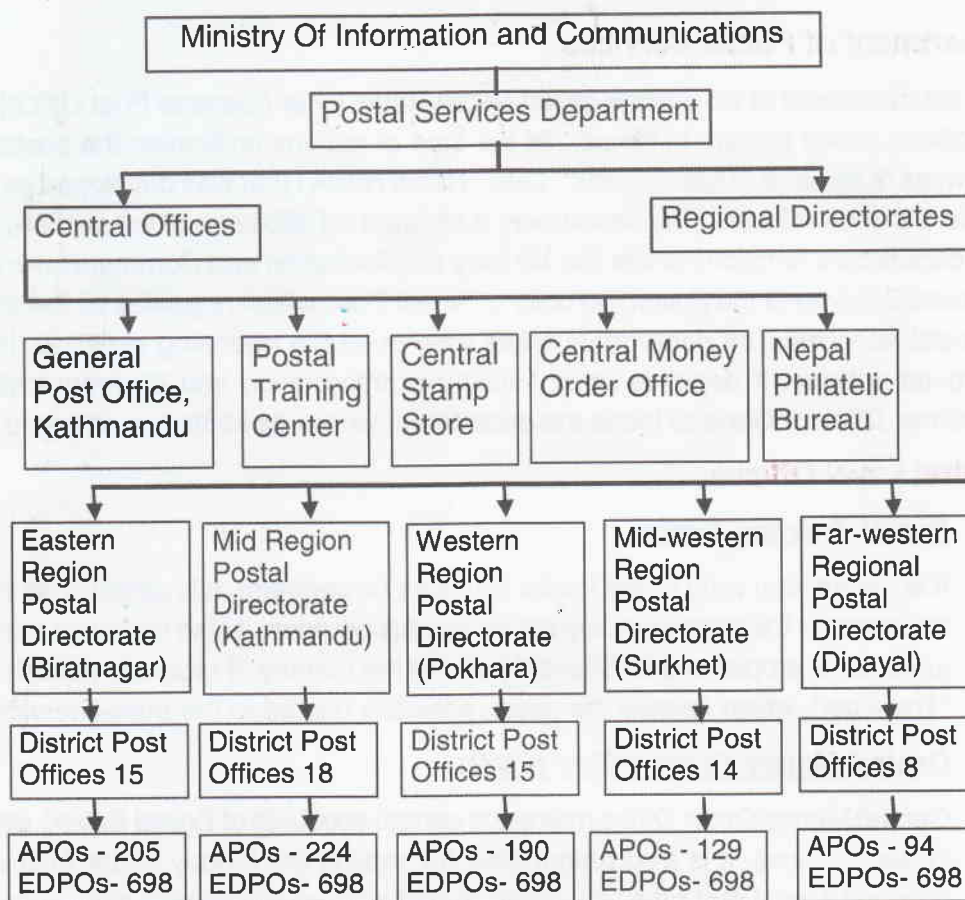 Ministry Of Information and Communications
Postal Services Department
Central Offices
Regional Directorates
General
Post Office,
Kathmandu
Postal
Training
Center
Central
Stamp
Store
Central Money
Order Office
Nepal
Philatelic
Bureau
Eastern
Region
Postal
Directorate
(Biratnagar)
Mid Region
Postal
Directorate
(Kathmandu)
Western
Region
Postal
Directorate
(Pokhara)
Mid-western
Region
Postal
Directorate
(Surkhet)
Far-western
Regional
Postal
Directorate
(Dipayal)
District Post
Offices 15
District Post
Offices 18
District Post
Offices 15
District Post
Offices 14
District Post
Offices 8
APOs - 205
EDPOs- 698
APOs - 224
EDPOs- 698
APOs - 190
EDPOs- 698
APOs - 129
EDPOs- 698
APOs - 94
EDPOs- 698